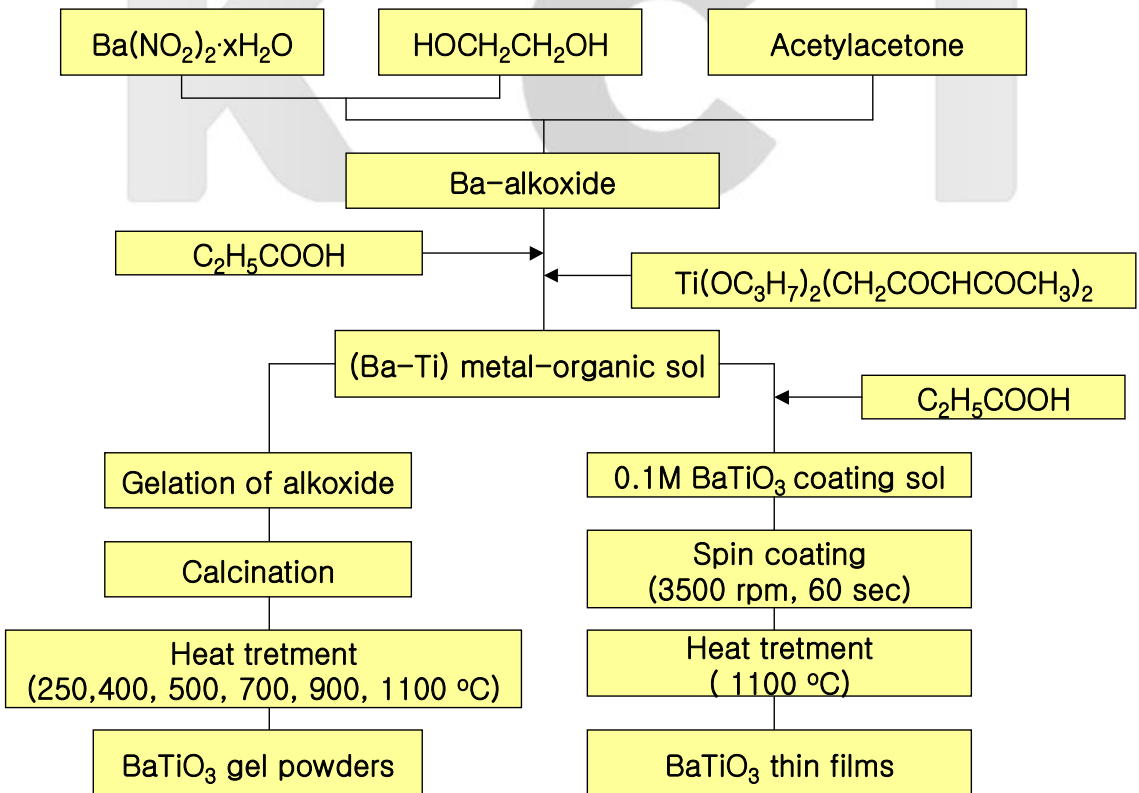 Ba(NO₂)₂·xH₂O
HOCH₂CH₂OH
Acetylacetone
Ba-alkoxide
C₂H₅COOH
Ti(OC₃H₇)₂(CH₂COCHCOCH₃)₂
(Ba-Ti) metal-organic sol
C₂H₅COOH
Gelation of alkoxide
Calcination
Heat tretment
(250,400, 500, 700, 900, 1100 ºC)
BaTiO₃ gel powders
0.1M BaTiO₃ coating sol
Spin coating
(3500 rpm, 60 sec)
Heat tretment
( 1100 ºC)
BaTiO₃ thin films
KCI